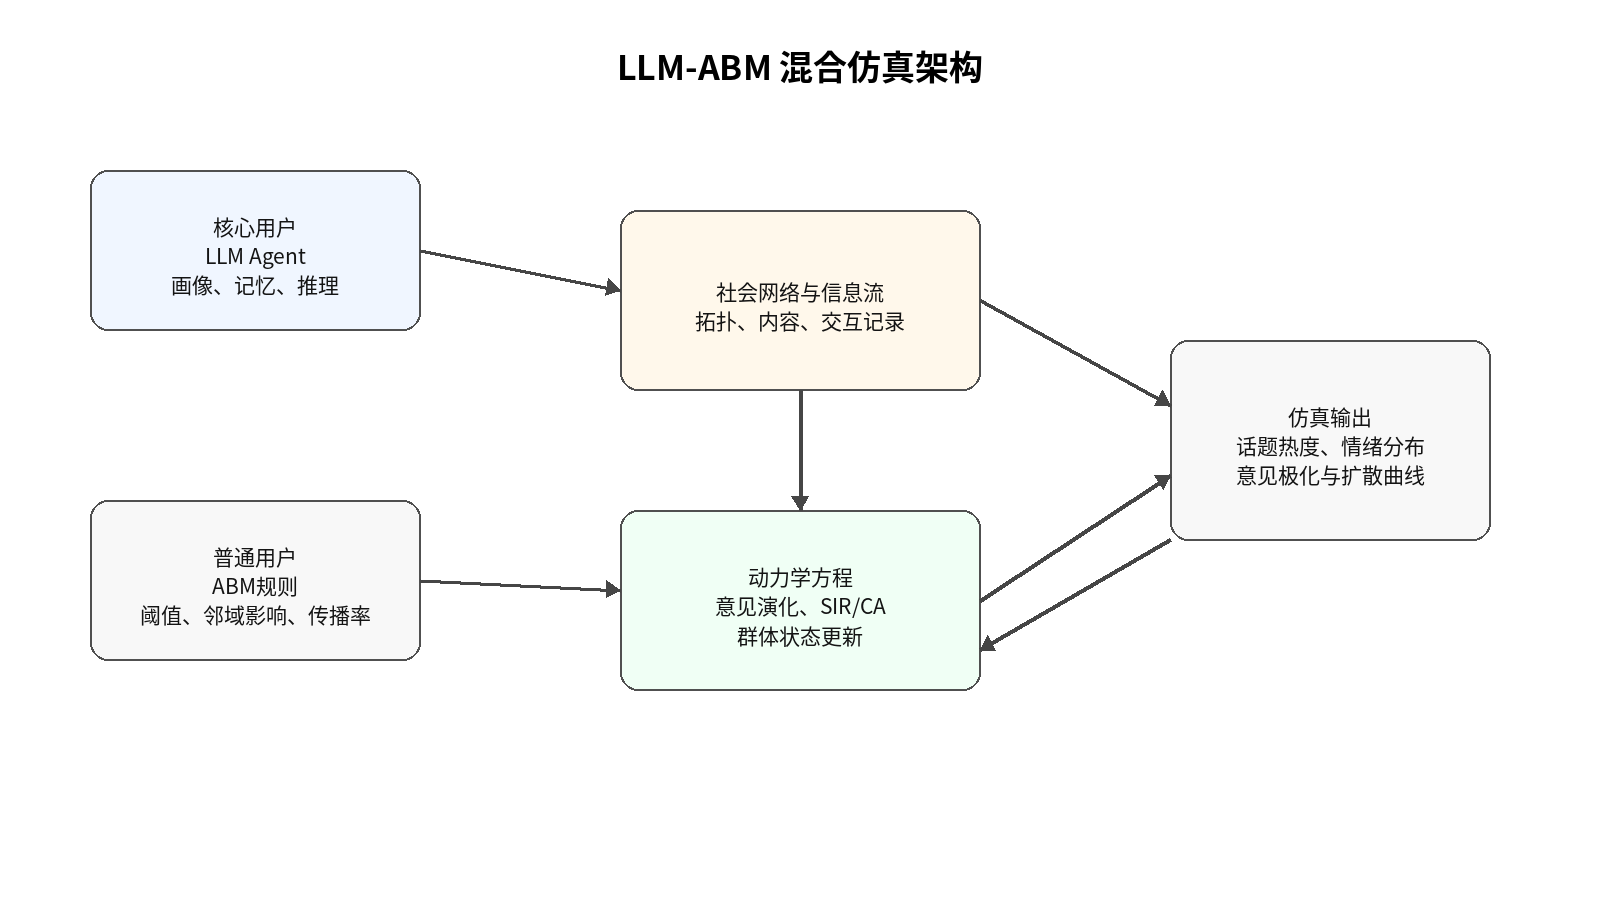 LLM-ABM 混合仿真架构
核心用户
LLM Agent
画像、记忆、推理
社会网络与信息流
拓扑、内容、交互记录
仿真输出
话题热度、情绪分布
意见极化与扩散曲线
普通用户
ABM规则
阈值、邻域影响、传播率
动力学方程
意见演化、SIR/CA
群体状态更新